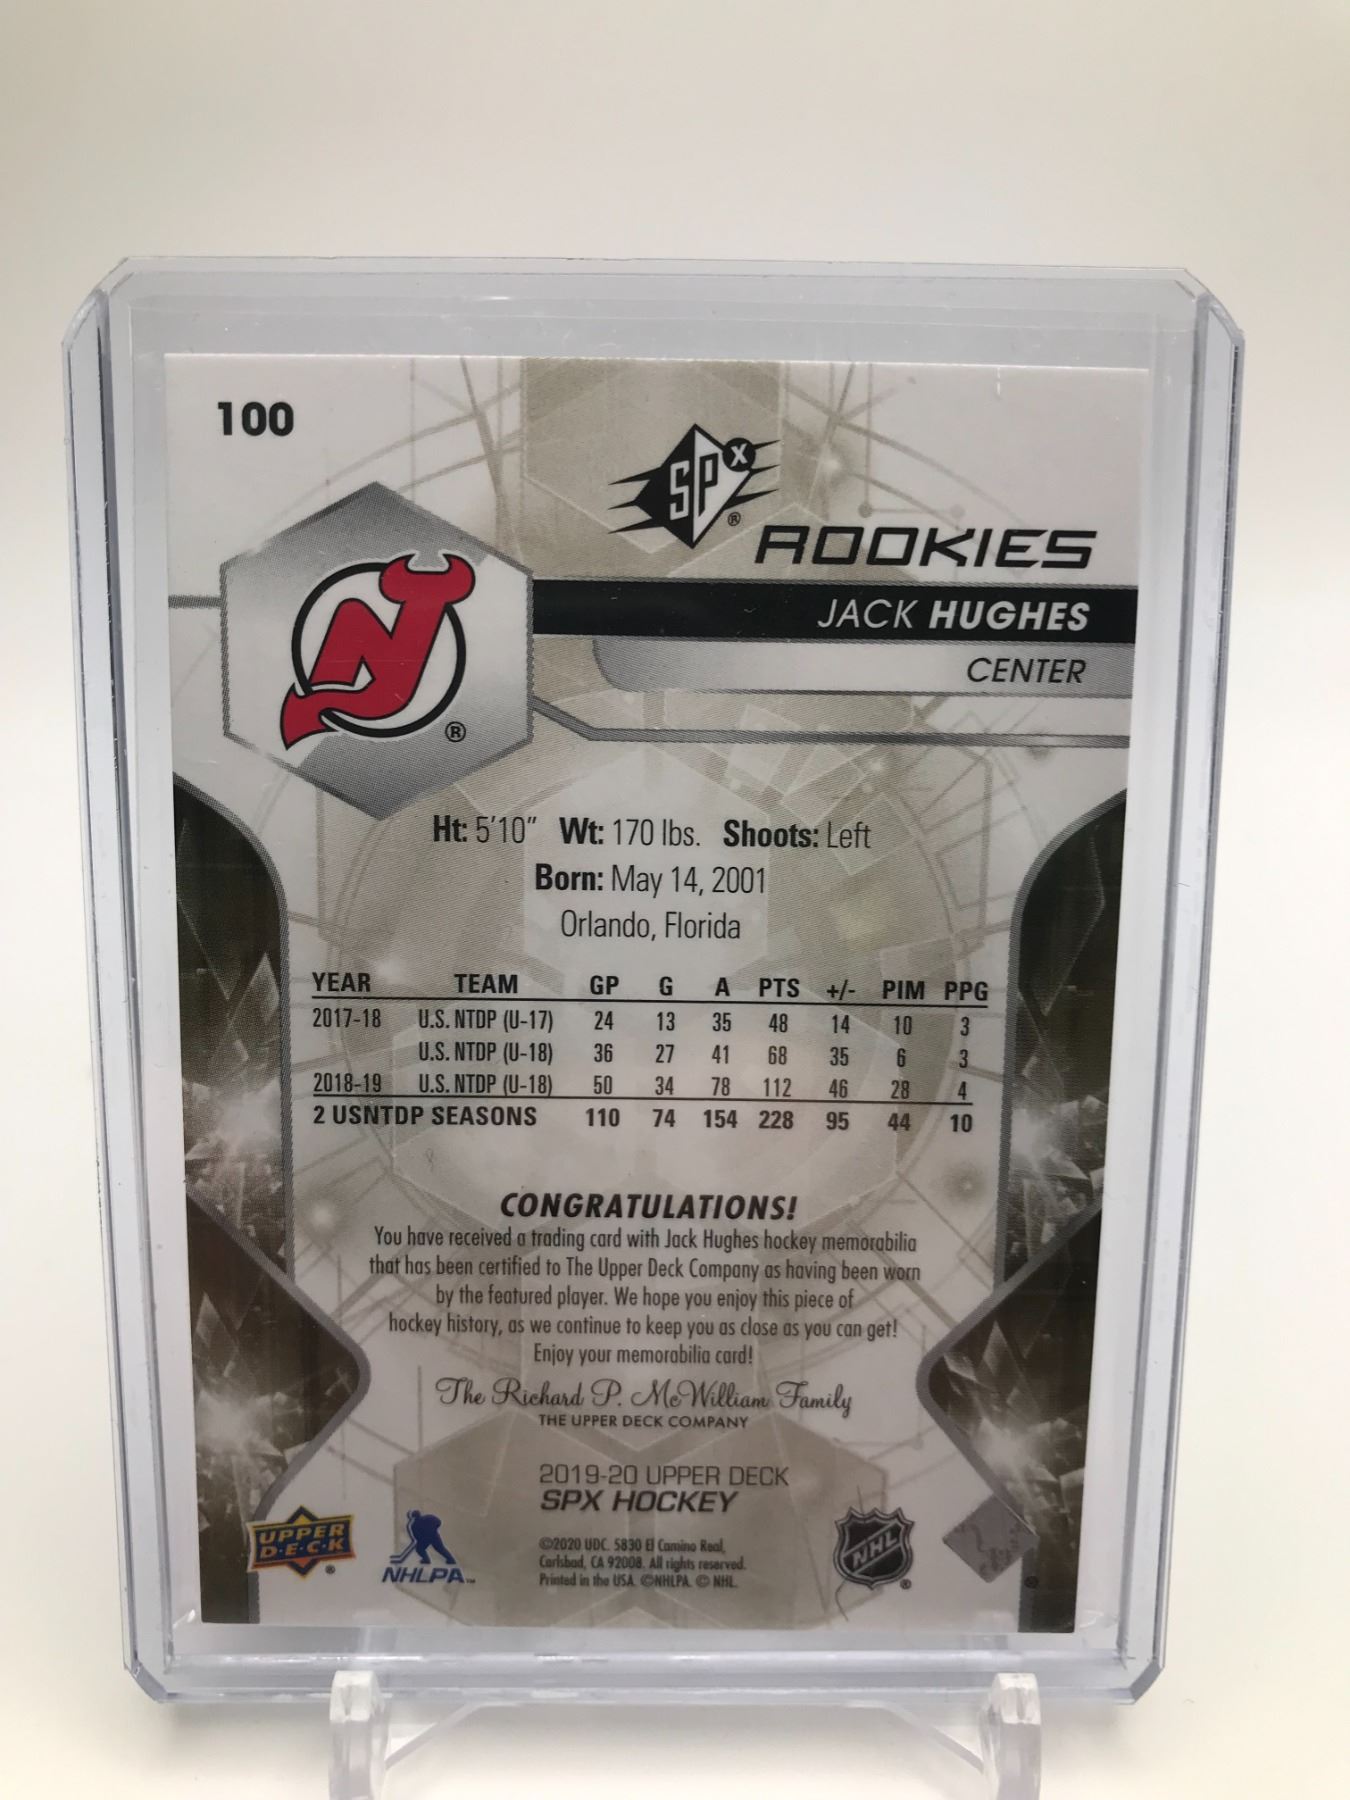 100
SPX®
ROOKIES
JACK HUGHES
CENTER
NJ ®
Ht: 5'10" Wt: 170 lbs. Shoots: Left
Born: May 14, 2001
Orlando, Florida
YEAR TEAM GP G A PTS +/- PIM PPG
2017-18 U.S. NTDP (U-17) 24 13 35 48 14 10 3
U.S. NTDP (U-18) 36 27 41 68 35 6 3
2018-19 U.S. NTDP (U-18) 50 34 78 112 46 28 4
2 USNTDP SEASONS 110 74 154 228 95 44 10
CONGRATULATIONS!
You have received a trading card with Jack Hughes hockey memorabilia
that has been certified to The Upper Deck Company as having been worn
by the featured player. We hope you enjoy this piece of
hockey history, as we continue to keep you as close as you can get!
Enjoy your memorabilia card!
The Richard P. McWilliam Family
THE UPPER DECK COMPANY
2019-20 UPPER DECK
SPX HOCKEY
UPPER
D·E·C·K ®
NHLPA™
©2020 UDC. 5830 El Camino Real,
Carlsbad, CA 92008. All rights reserved.
Printed in the USA. ©NHLPA. © NHL.
NHL ®
®